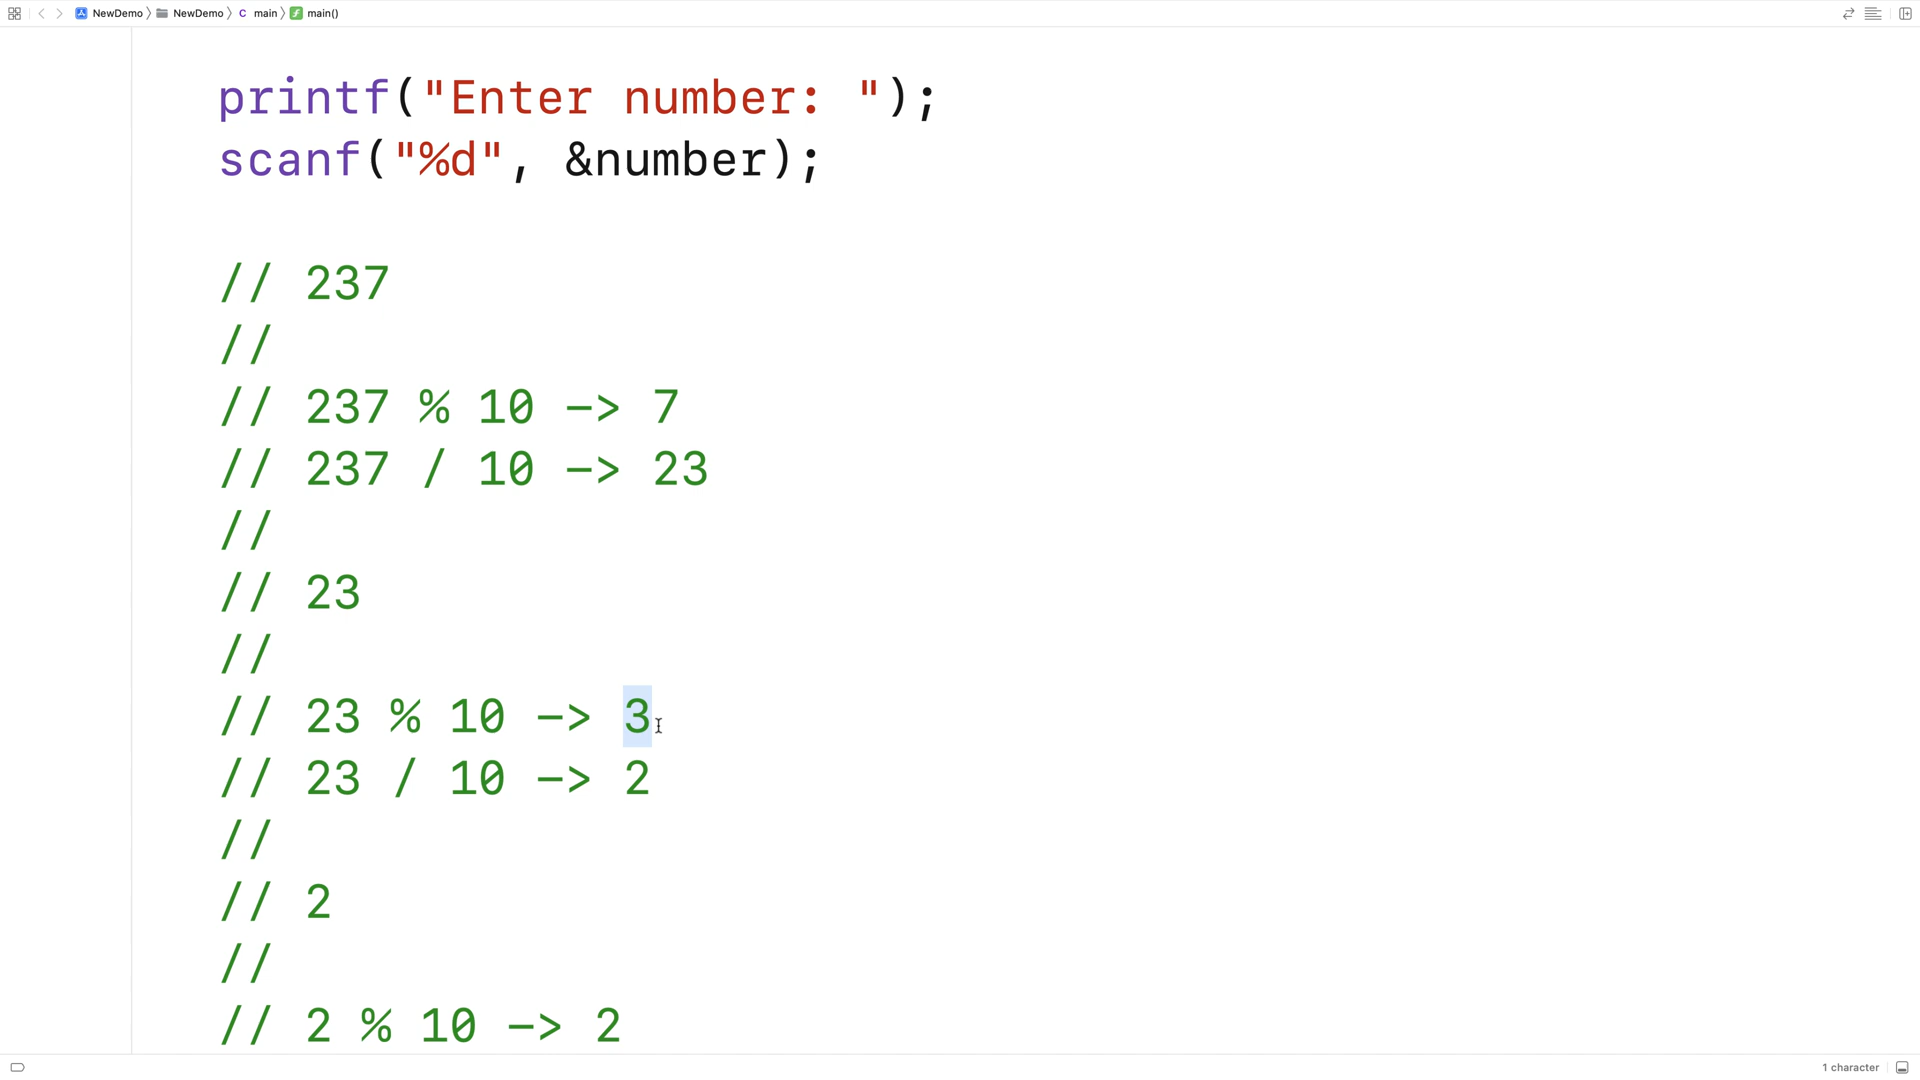 NewDemo 〉 NewDemo 〉 C main 〉 f main()
printf("Enter number: ");
scanf("%d", &number);
// 237
//
// 237 % 10 -> 7
// 237 / 10 -> 23
//
// 23
//
// 23 % 10 -> 3
// 23 / 10 -> 2
//
// 2
//
// 2 % 10 -> 2
1 character